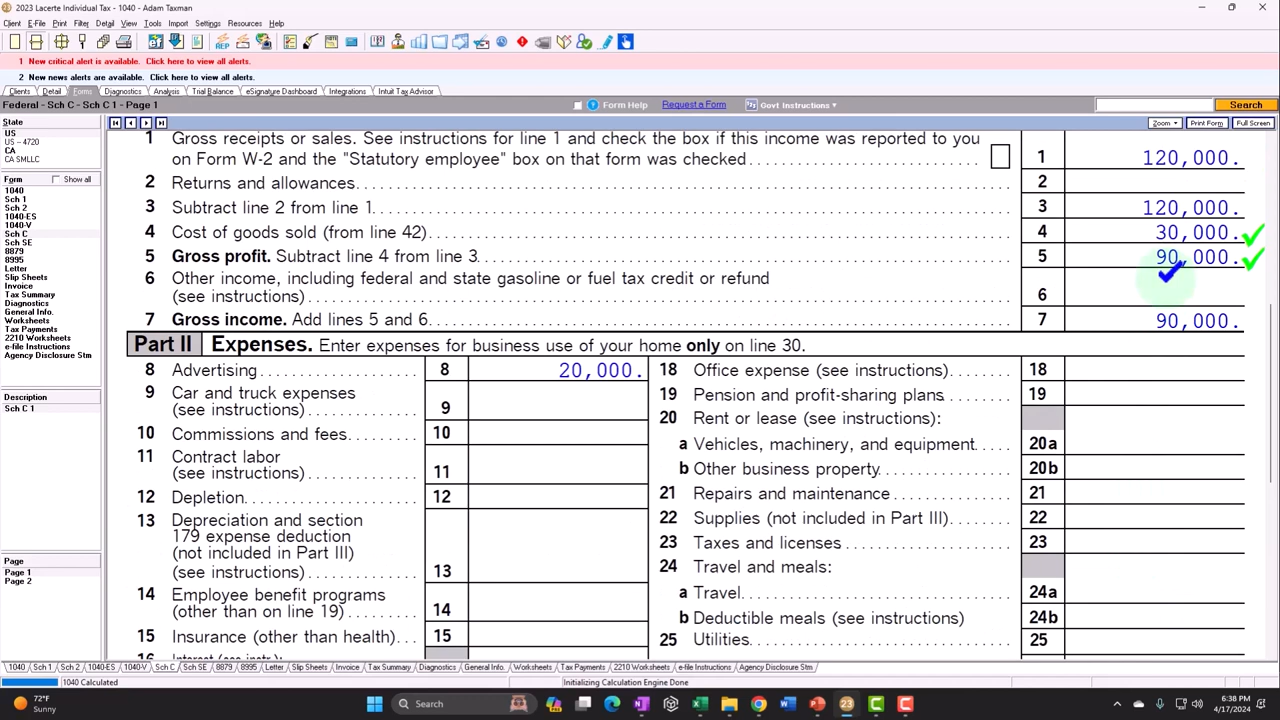 2023 Lacerte Individual Tax - 1040 - Adam Taxman
Client E-File Print Filter Detail View Tools Import Settings Resources Help
1 New critical alert is available. Click here to view all alerts.
2 New news alerts are available. Click here to view all alerts.
Clients Detail Forms Diagnostics Analysis Trial Balance eSignature Dashboard Integrations Intuit Tax Advisor
Federal - Sch C - Sch C 1 - Page 1
Form Help Request a Form Govt Instructions Search
Zoom Print Form Full Screen
State
US
US - 4720
CA
CA SMLLC
Form Show all
1040
Sch 1
Sch 2
1040-ES
1040-V
Sch C
Sch SE
8879
8995
Letter
Slip Sheets
Invoice
Tax Summary
Diagnostics
General Info.
Worksheets
Tax Payments
2210 Worksheets
e-file Instructions
Agency Disclosure Stm
Description
Sch C 1
Page
Page 1
Page 2
1 Gross receipts or sales. See instructions for line 1 and check the box if this income was reported to you
on Form W-2 and the "Statutory employee" box on that form was checked 1 120,000.
2 Returns and allowances 2
3 Subtract line 2 from line 1 3 120,000.
4 Cost of goods sold (from line 42) 4 30,000.
5 Gross profit. Subtract line 4 from line 3 5 90,000.
6 Other income, including federal and state gasoline or fuel tax credit or refund
(see instructions) 6
7 Gross income. Add lines 5 and 6 7 90,000.
Part II Expenses. Enter expenses for business use of your home only on line 30.
8 Advertising 8 20,000.
9 Car and truck expenses
(see instructions) 9
10 Commissions and fees 10
11 Contract labor
(see instructions) 11
12 Depletion 12
13 Depreciation and section
179 expense deduction
(not included in Part III)
(see instructions) 13
14 Employee benefit programs
(other than on line 19) 14
15 Insurance (other than health) 15
16 Interest (see instr.):
18 Office expense (see instructions) 18
19 Pension and profit-sharing plans 19
20 Rent or lease (see instructions):
a Vehicles, machinery, and equipment 20a
b Other business property 20b
21 Repairs and maintenance 21
22 Supplies (not included in Part III) 22
23 Taxes and licenses 23
24 Travel and meals:
a Travel 24a
b Deductible meals (see instructions) 24b
25 Utilities 25
1040 Sch 1 Sch 2 1040-ES 1040-V Sch C Sch SE 8879 8995 Letter Slip Sheets Invoice Tax Summary Diagnostics General Info. Worksheets Tax Payments 2210 Worksheets e-file Instructions Agency Disclosure Stm
1040 Calculated Initializing Calculation Engine Done
72°F
Sunny
Search
23
6:38 PM
4/17/2024